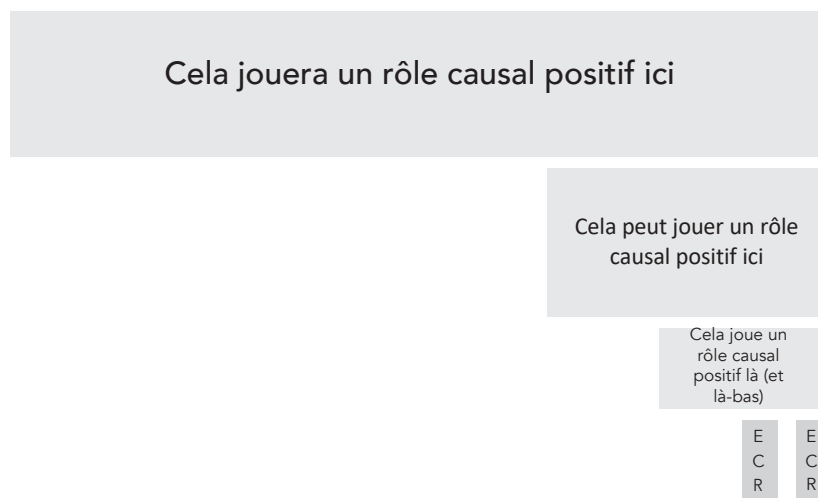 Cela jouera un rôle causal positif ici
Cela peut jouer un rôle
causal positif ici
Cela joue un
rôle causal
positif là (et
là-bas)
E
C
R
E
C
R